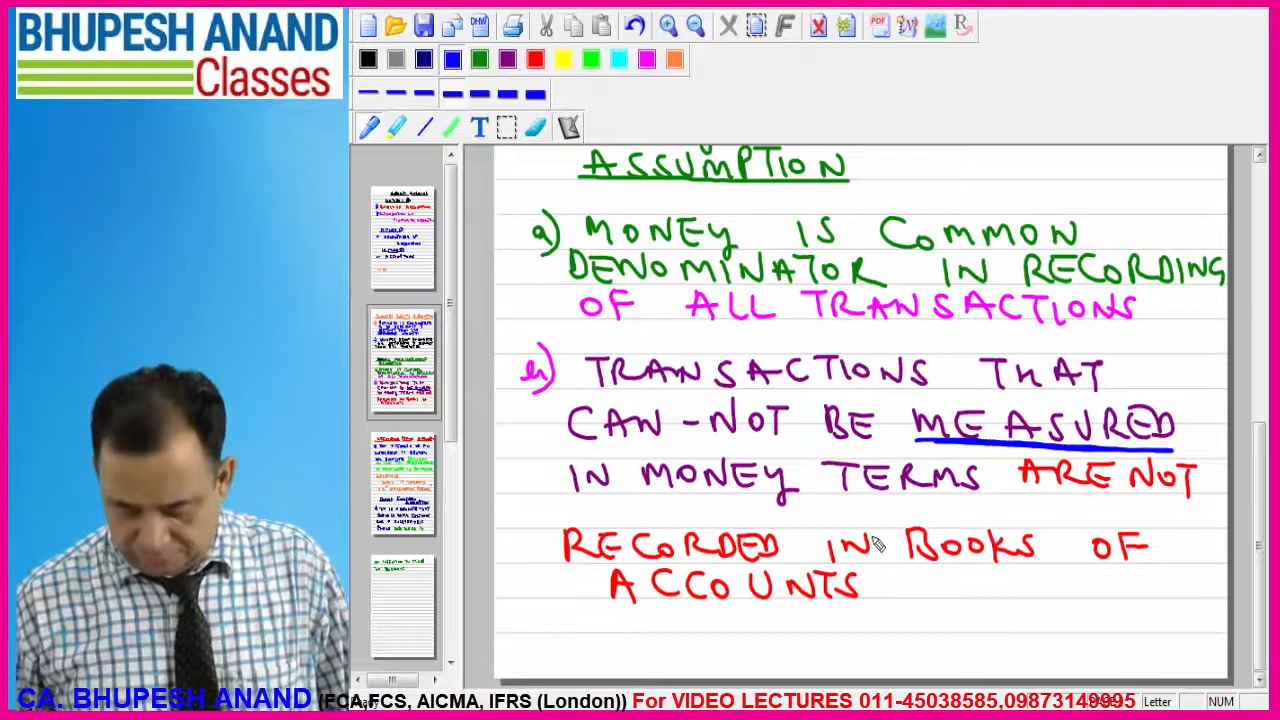 BHUPESH ANAND
Classes
DHW
T
F
PDF
R
ASSUMPTION
a) MONEY IS COMMON
DENOMINATOR IN RECORDING
OF ALL TRANSACTIONS
b) TRANSACTIONS THAT
CAN-NOT BE MEASURED
IN MONEY TERMS ARE NOT
RECORDED IN BOOKS OF
ACCOUNTS
Letter NUM
CA. BHUPESH ANAND (FCA,FCS, AICMA, IFRS (London)) For VIDEO LECTURES 011-45038585,09873149995